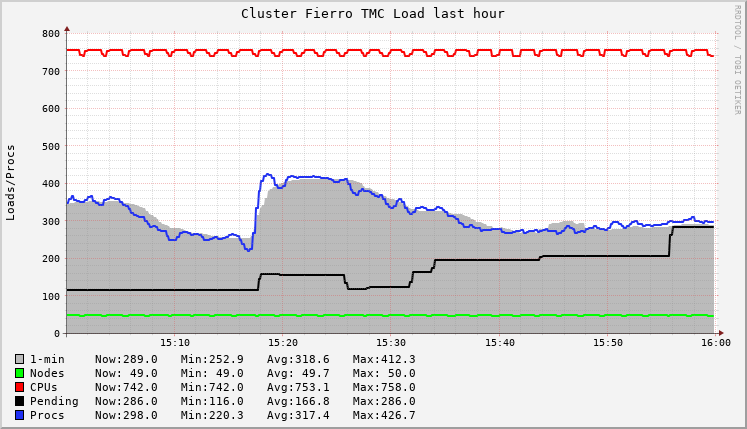 Cluster Fierro TMC Load last hour
RRDTOOL / TOBI OETIKER
Loads/Procs
800
700
600
500
400
300
200
100
0
15:10 15:20 15:30 15:40 15:50 16:00
1-min Now:289.0 Min:252.9 Avg:318.6 Max:412.3
Nodes Now: 49.0 Min: 49.0 Avg: 49.7 Max: 50.0
CPUs Now:742.0 Min:742.0 Avg:753.1 Max:758.0
Pending Now:286.0 Min:116.0 Avg:166.8 Max:286.0
Procs Now:298.0 Min:220.3 Avg:317.4 Max:426.7